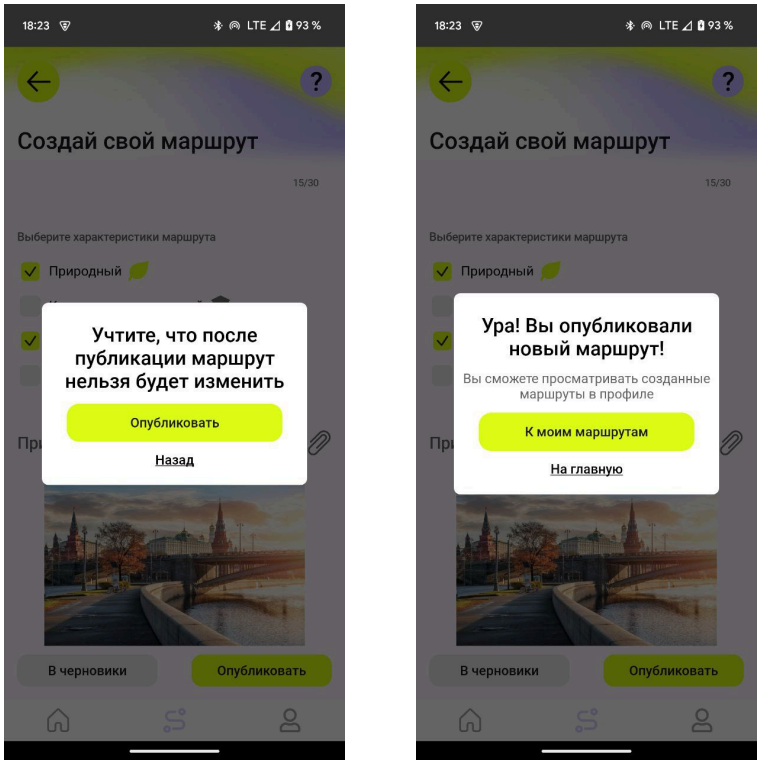 18:23
LTE 93 %
?
Создай свой маршрут
15/30
Выберите характеристики маршрута
Природный
Учтите, что после
публикации маршрут
нельзя будет изменить
Опубликовать
Назад
В черновики
Опубликовать
18:23
LTE 93 %
?
Создай свой маршрут
15/30
Выберите характеристики маршрута
Природный
Ура! Вы опубликовали
новый маршрут!
Вы сможете просматривать созданные
маршруты в профиле
К моим маршрутам
На главную
В черновики
Опубликовать